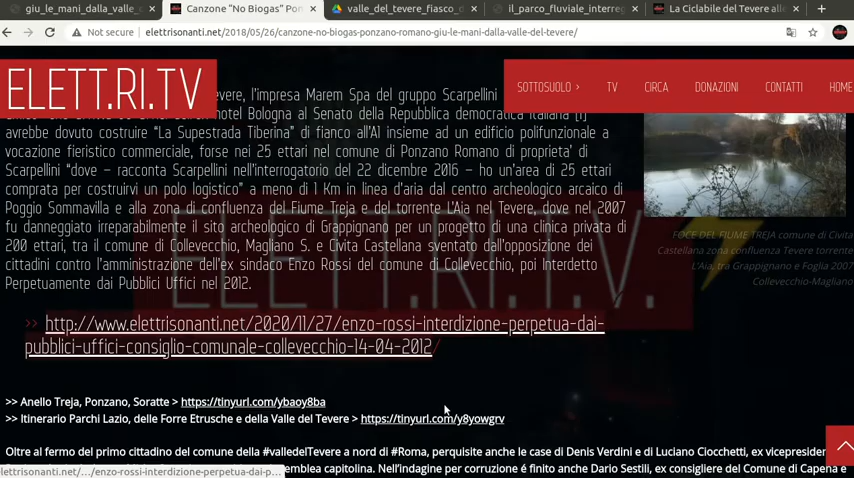 giu_le_mani_dalla_valle_c
Canzone "No Biogas" Pon
valle_del_tevere_fiasco_d
il_parco_fluviale_interreg
La Ciclabile del Tevere alle
Not secure elettrisonanti.net/2018/05/26/canzone-no-biogas-ponzano-romano-giu-le-mani-dalla-valle-del-tevere/
ELETT.RI.TV
SOTTOSUOLO > TV CIRCA DONAZIONI CONTATTI HOME
evere, l'impresa Marem Spa del gruppo Scarpellini
hotel Bologna al Senato della Repubblica democratica italiana [1]
avrebbe dovuto costruire "La Supestrada Tiberina" di fianco all'A1 insieme ad un edificio polifunzionale a
vocazione fieristico commerciale, forse nei 25 ettari nel comune di Ponzano Romano di proprieta' di
Scarpellini "dove – racconta Scarpellini nell'interrogatorio del 22 dicembre 2016 – ho un'area di 25 ettari
comprata per costruirvi un polo logistico" a meno di 1 Km in linea d'aria dal centro archeologico arcaico di
Poggio Sommavilla e alla zona di confluenza del Fiume Treja e del torrente L'Aia nel Tevere, dove nel 2007
fu danneggiato irreparabilmente il sito archeologico di Grappignano per un progetto di una clinica privata di
200 ettari, tra il comune di Collevecchio, Magliano S. e Civita Castellana sventato dall'opposizione dei
cittadini contro l'amministrazione dell'ex sindaco Enzo Rossi del comune di Collevecchio, poi Interdetto
Perpetuamente dai Pubblici Uffici nel 2012.
FOCE DEL FIUME TREJA comune di Civita
Castellana zona confluenza Tevere torrente
L'Aia, tra Grappignano e Foglia 2007
Collevecchio-Magliano
ELETT.RI.T.V.
>> http://www.elettrisonanti.net/2020/11/27/enzo-rossi-interdizione-perpetua-dai-
pubblici-uffici-consiglio-comunale-collevecchio-14-04-2012/
>> Anello Treja, Ponzano, Soratte > https://tinyurl.com/ybaoy8ba
>> Itinerario Parchi Lazio, delle Forre Etrusche e della Valle del Tevere > https://tinyurl.com/y8yowgrv
Oltre al fermo del primo cittadino del comune della #valledelTevere a nord di #Roma, perquisite anche le case di Denis Verdini e di Luciano Ciocchetti, ex vicepresiden
emblea capitolina. Nell'indagine per corruzione é finito anche Dario Sestili, ex consigliere del Comune di Capena e
elettrisonanti.net/…/enzo-rossi-interdizione-perpetua-dai-p…